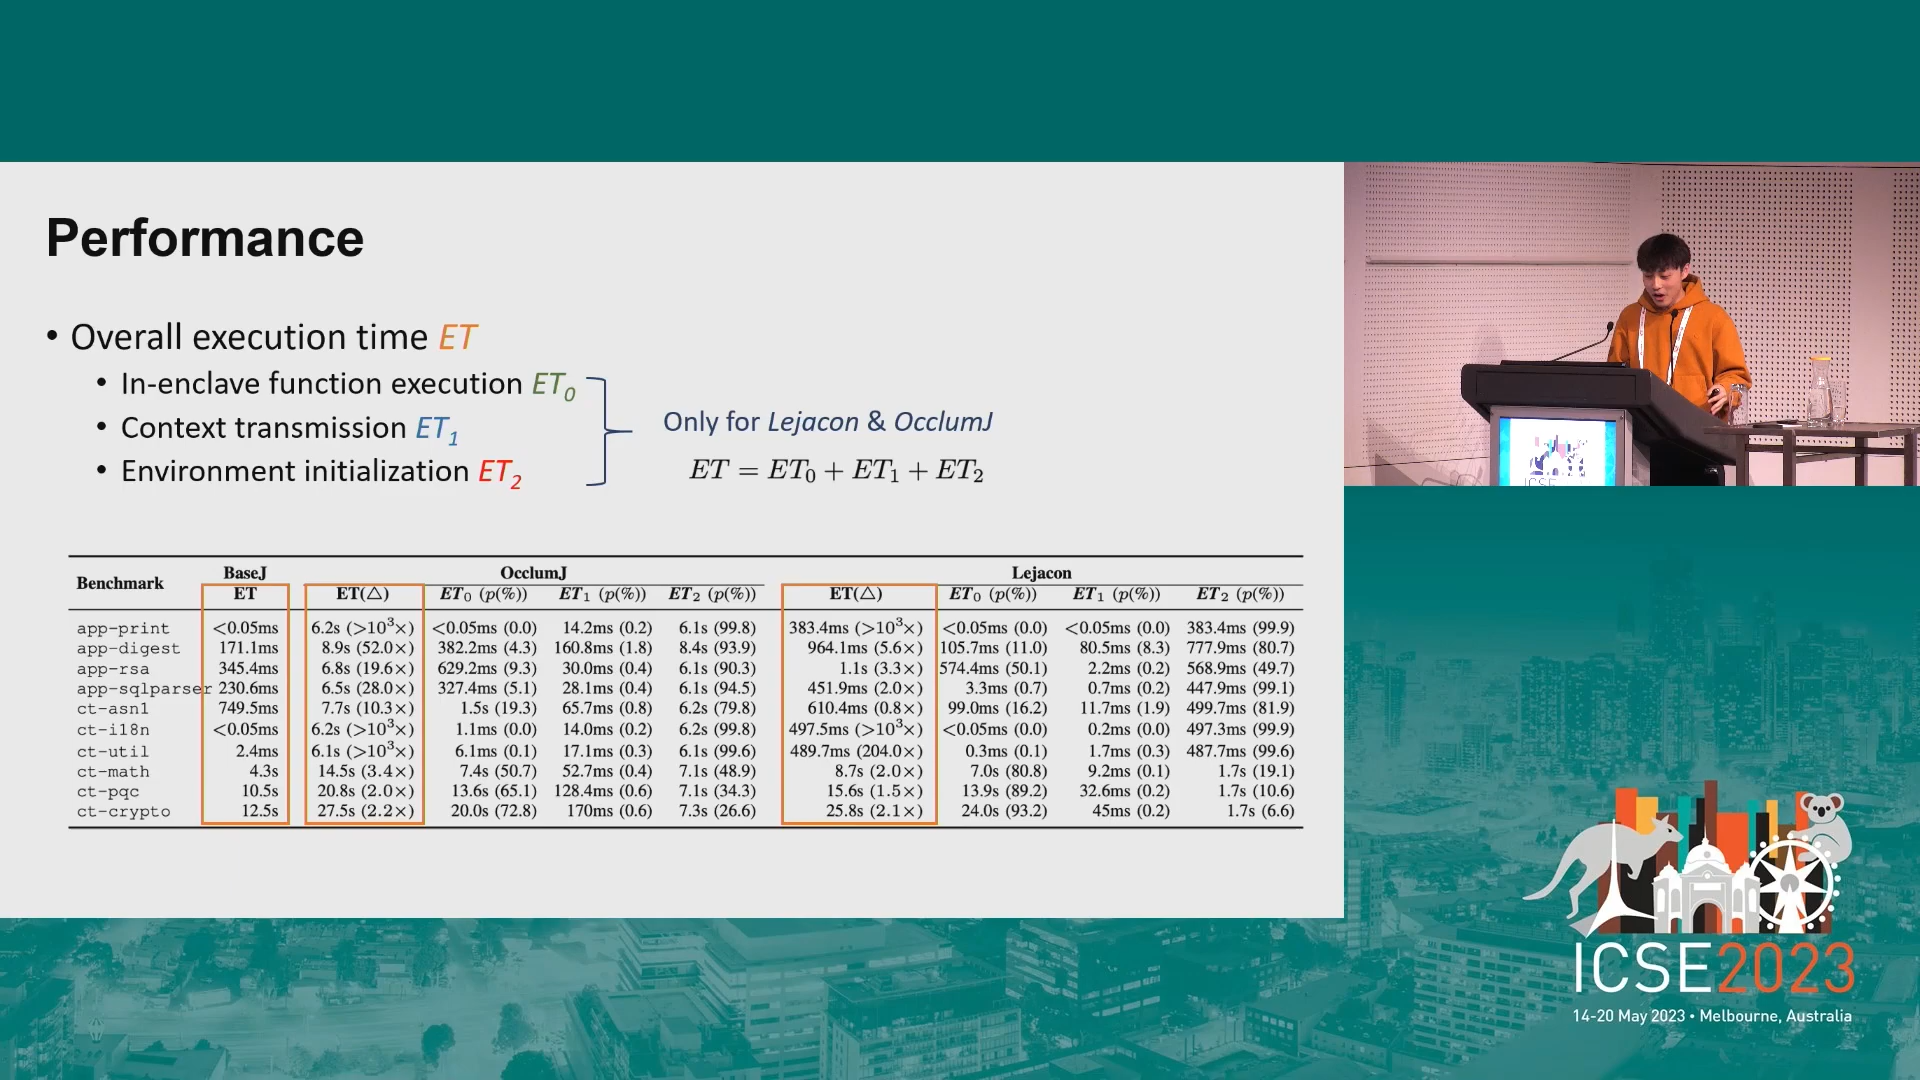 Performance
• Overall execution time ET
• In-enclave function execution ET₀
• Context transmission ET₁
• Environment initialization ET₂
Only for Lejacon & OcclumJ
ET = ET₀ + ET₁ + ET₂
Benchmark BaseJ OcclumJ Lejacon
ET ET(△) ET₀ (p(%)) ET₁ (p(%)) ET₂ (p(%)) ET(△) ET₀ (p(%)) ET₁ (p(%)) ET₂ (p(%))
app-print <0.05ms 6.2s (>10³×) <0.05ms (0.0) 14.2ms (0.2) 6.1s (99.8) 383.4ms (>10³×) <0.05ms (0.0) <0.05ms (0.0) 383.4ms (99.9)
app-digest 171.1ms 8.9s (52.0×) 382.2ms (4.3) 160.8ms (1.8) 8.4s (93.9) 964.1ms (5.6×) 105.7ms (11.0) 80.5ms (8.3) 777.9ms (80.7)
app-rsa 345.4ms 6.8s (19.6×) 629.2ms (9.3) 30.0ms (0.4) 6.1s (90.3) 1.1s (3.3×) 574.4ms (50.1) 2.2ms (0.2) 568.9ms (49.7)
app-sqlparser 230.6ms 6.5s (28.0×) 327.4ms (5.1) 28.1ms (0.4) 6.1s (94.5) 451.9ms (2.0×) 3.3ms (0.7) 0.7ms (0.2) 447.9ms (99.1)
ct-asn1 749.5ms 7.7s (10.3×) 1.5s (19.3) 65.7ms (0.8) 6.2s (79.8) 610.4ms (0.8×) 99.0ms (16.2) 11.7ms (1.9) 499.7ms (81.9)
ct-i18n <0.05ms 6.2s (>10³×) 1.1ms (0.0) 14.0ms (0.2) 6.2s (99.8) 497.5ms (>10³×) <0.05ms (0.0) 0.2ms (0.0) 497.3ms (99.9)
ct-util 2.4ms 6.1s (>10³×) 6.1ms (0.1) 17.1ms (0.3) 6.1s (99.6) 489.7ms (204.0×) 0.3ms (0.1) 1.7ms (0.3) 487.7ms (99.6)
ct-math 4.3s 14.5s (3.4×) 7.4s (50.7) 52.7ms (0.4) 7.1s (48.9) 8.7s (2.0×) 7.0s (80.8) 9.2ms (0.1) 1.7s (19.1)
ct-pqc 10.5s 20.8s (2.0×) 13.6s (65.1) 128.4ms (0.6) 7.1s (34.3) 15.6s (1.5×) 13.9s (89.2) 32.6ms (0.2) 1.7s (10.6)
ct-crypto 12.5s 27.5s (2.2×) 20.0s (72.8) 170ms (0.6) 7.3s (26.6) 25.8s (2.1×) 24.0s (93.2) 45ms (0.2) 1.7s (6.6)
ICSE
ICSE2023
14-20 May 2023 • Melbourne, Australia